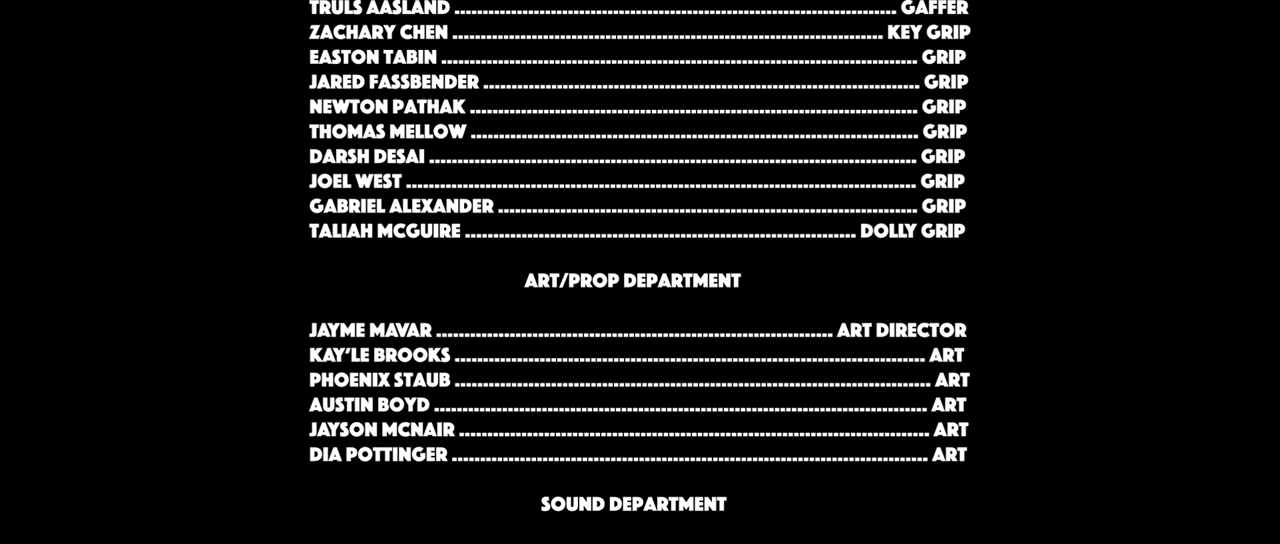 TRULS AASLAND ........................................................................................ GAFFER
ZACHARY CHEN ..................................................................................... KEY GRIP
EASTON TABIN .............................................................................................. GRIP
JARED FASSBENDER ...................................................................................... GRIP
NEWTON PATHAK ......................................................................................... GRIP
THOMAS MELLOW ......................................................................................... GRIP
DARSH DESAI ................................................................................................. GRIP
JOEL WEST ..................................................................................................... GRIP
GABRIEL ALEXANDER ................................................................................... GRIP
TALIAH MCGUIRE ............................................................................. DOLLY GRIP
ART/PROP DEPARTMENT
JAYME MAVAR ............................................................................... ART DIRECTOR
KAY’LE BROOKS ............................................................................................. ART
PHOENIX STAUB .............................................................................................. ART
AUSTIN BOYD .................................................................................................. ART
JAYSON MCNAIR ............................................................................................. ART
DIA POTTINGER ............................................................................................... ART
SOUND DEPARTMENT